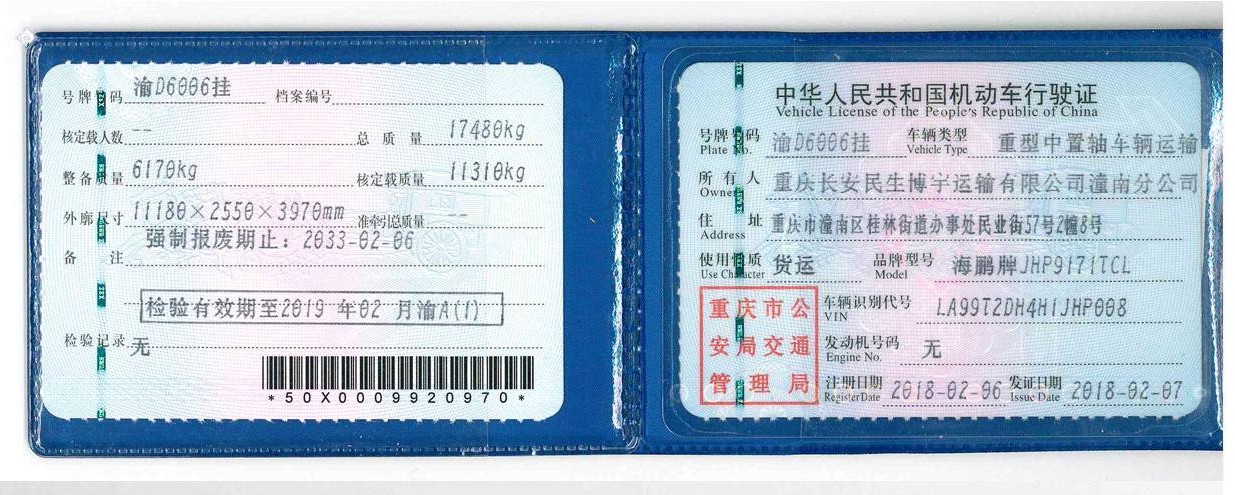 号牌号码 渝D6006挂 档案编号
核定载人数 -- 总质量 17480kg
整备质量 6170kg 核定载质量 11310kg
外廓尺寸 11180×2550×3970mm 准牵引总质量 --
强制报废期止：2033-02-06
备注
检验有效期至2019 年02 月渝A(1)
检验记录 无
*50X0009920970*
中华人民共和国机动车行驶证
Vehicle License of the People's Republic of China
号牌号码 渝D6006挂 车辆类型 重型中置轴车辆运输
Plate No. Vehicle Type
所有人 重庆长安民生博宇运输有限公司潼南分公司
Owner
住址 重庆市潼南区桂林街道办事处民业街57号2幢8号
Address
使用性质 货运 品牌型号 海鹏牌JHP9171TCL
Use Character Model
重庆市公
安局交通
管理局
车辆识别代号 LA99T2DH4H1JHP008
VIN
发动机号码 无
Engine No.
注册日期 2018-02-06 发证日期 2018-02-07
Register Date Issue Date